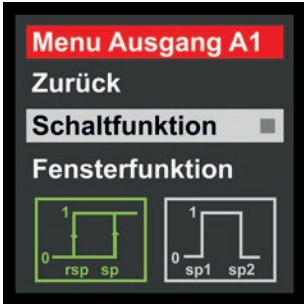 Menu Ausgang A1
Zurück
Schaltfunktion
Fensterfunktion
1 1
0 0
rsp sp sp1 sp2